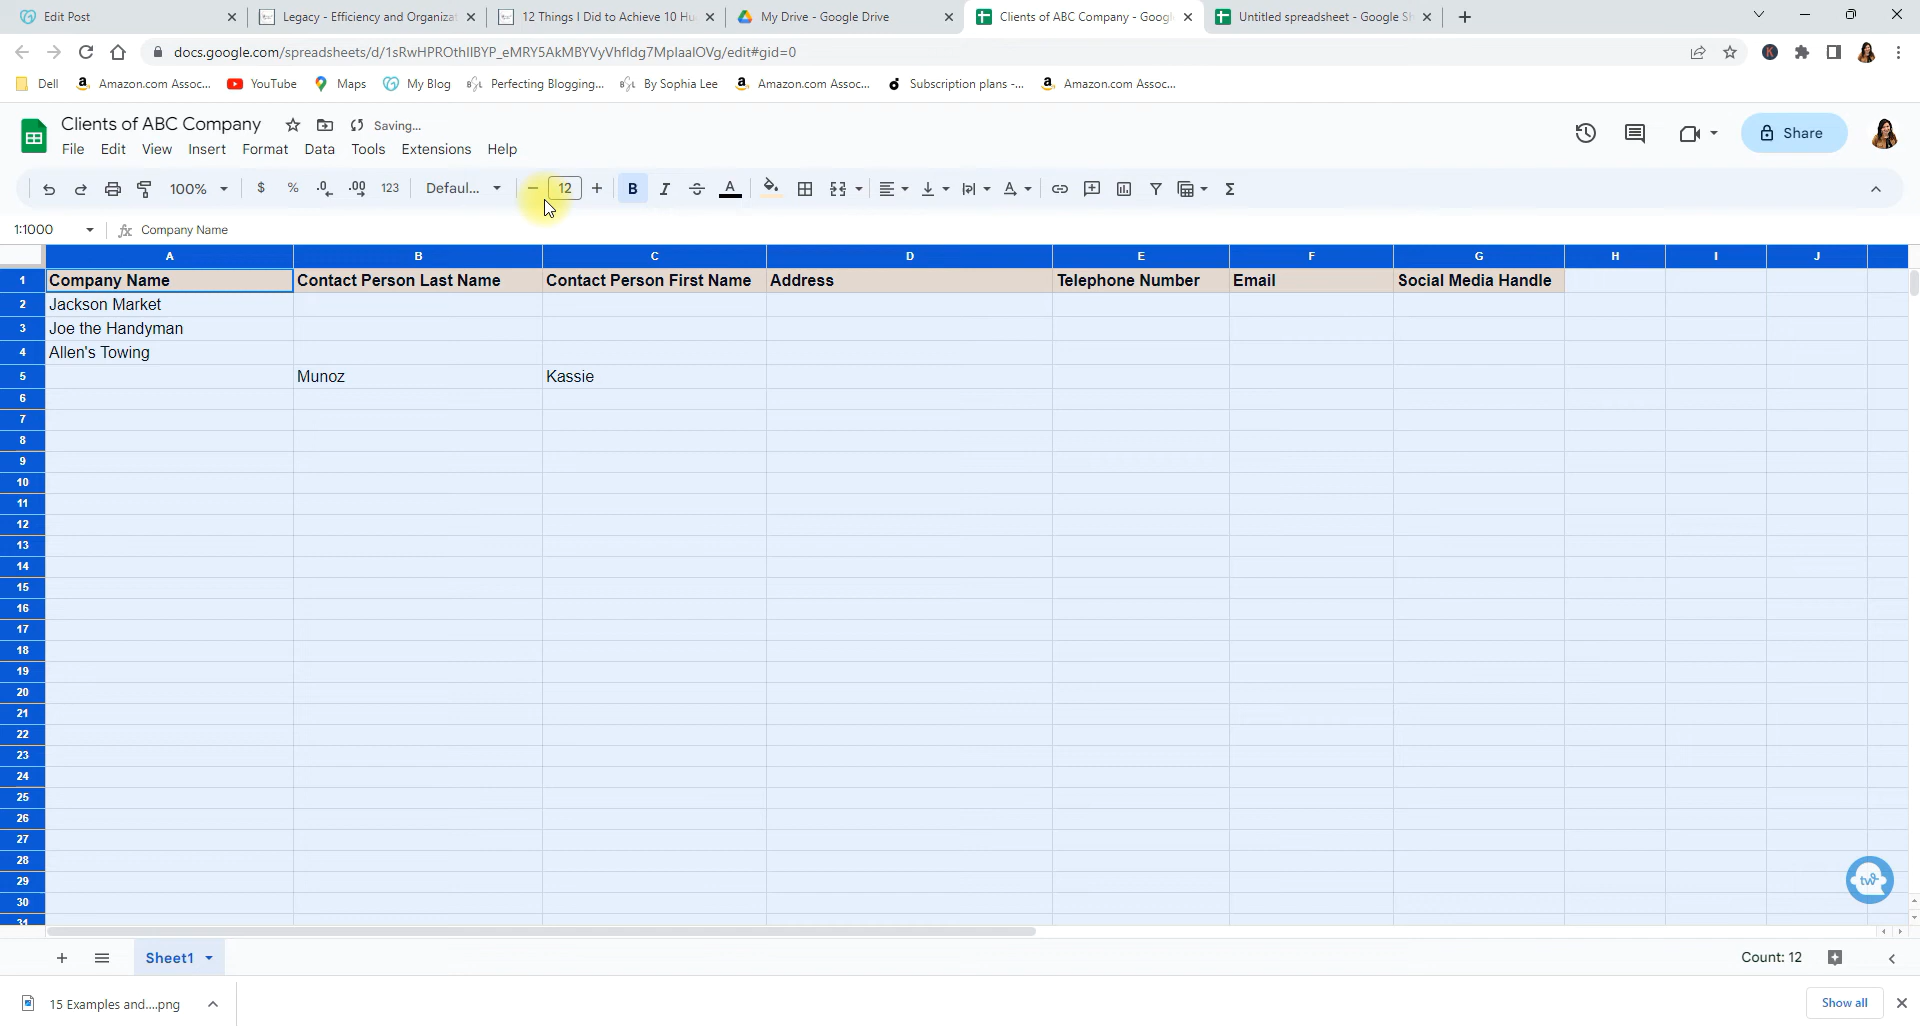 Edit Post
Legacy - Efficiency and Organizat
12 Things I Did to Achieve 10 Hu
My Drive - Google Drive
Clients of ABC Company - Googl
Untitled spreadsheet - Google Sh
docs.google.com/spreadsheets/d/1sRwHPROthIIBYP_eMRY5AkMBYVyVhfIdg7MpIaalOVg/edit#gid=0
K
Dell
Amazon.com Assoc...
YouTube
Maps
My Blog
Perfecting Blogging...
By Sophia Lee
Amazon.com Assoc...
Subscription plans -...
Amazon.com Assoc...
Clients of ABC Company
Saving...
File Edit View Insert Format Data Tools Extensions Help
Share
100% $ % .0 .00 123 Defaul... − 12 + B I S A Σ
1:1000
fx Company Name
A B C D E F G H I J
1 Company Name Contact Person Last Name Contact Person First Name Address Telephone Number Email Social Media Handle
2 Jackson Market
3 Joe the Handyman
4 Allen's Towing
5 Munoz Kassie
6
7
8
9
10
11
12
13
14
15
16
17
18
19
20
21
22
23
24
25
26
27
28
29
30
31
tw
Sheet1
Count: 12
15 Examples and....png
Show all